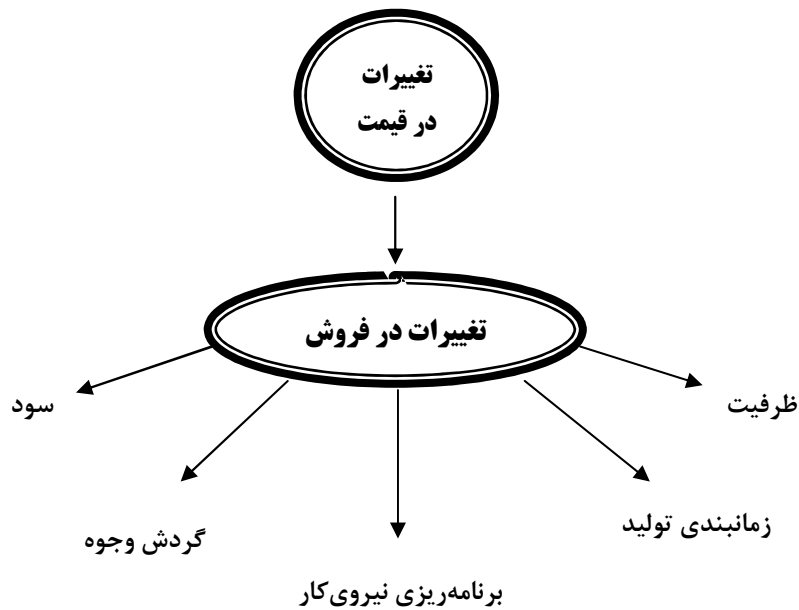 تغییرات
در قیمت
تغییرات در فروش
ظرفیت
سود
زمانبندی تولید
گردش وجوه
برنامه‌ریزی نیروی‌کار